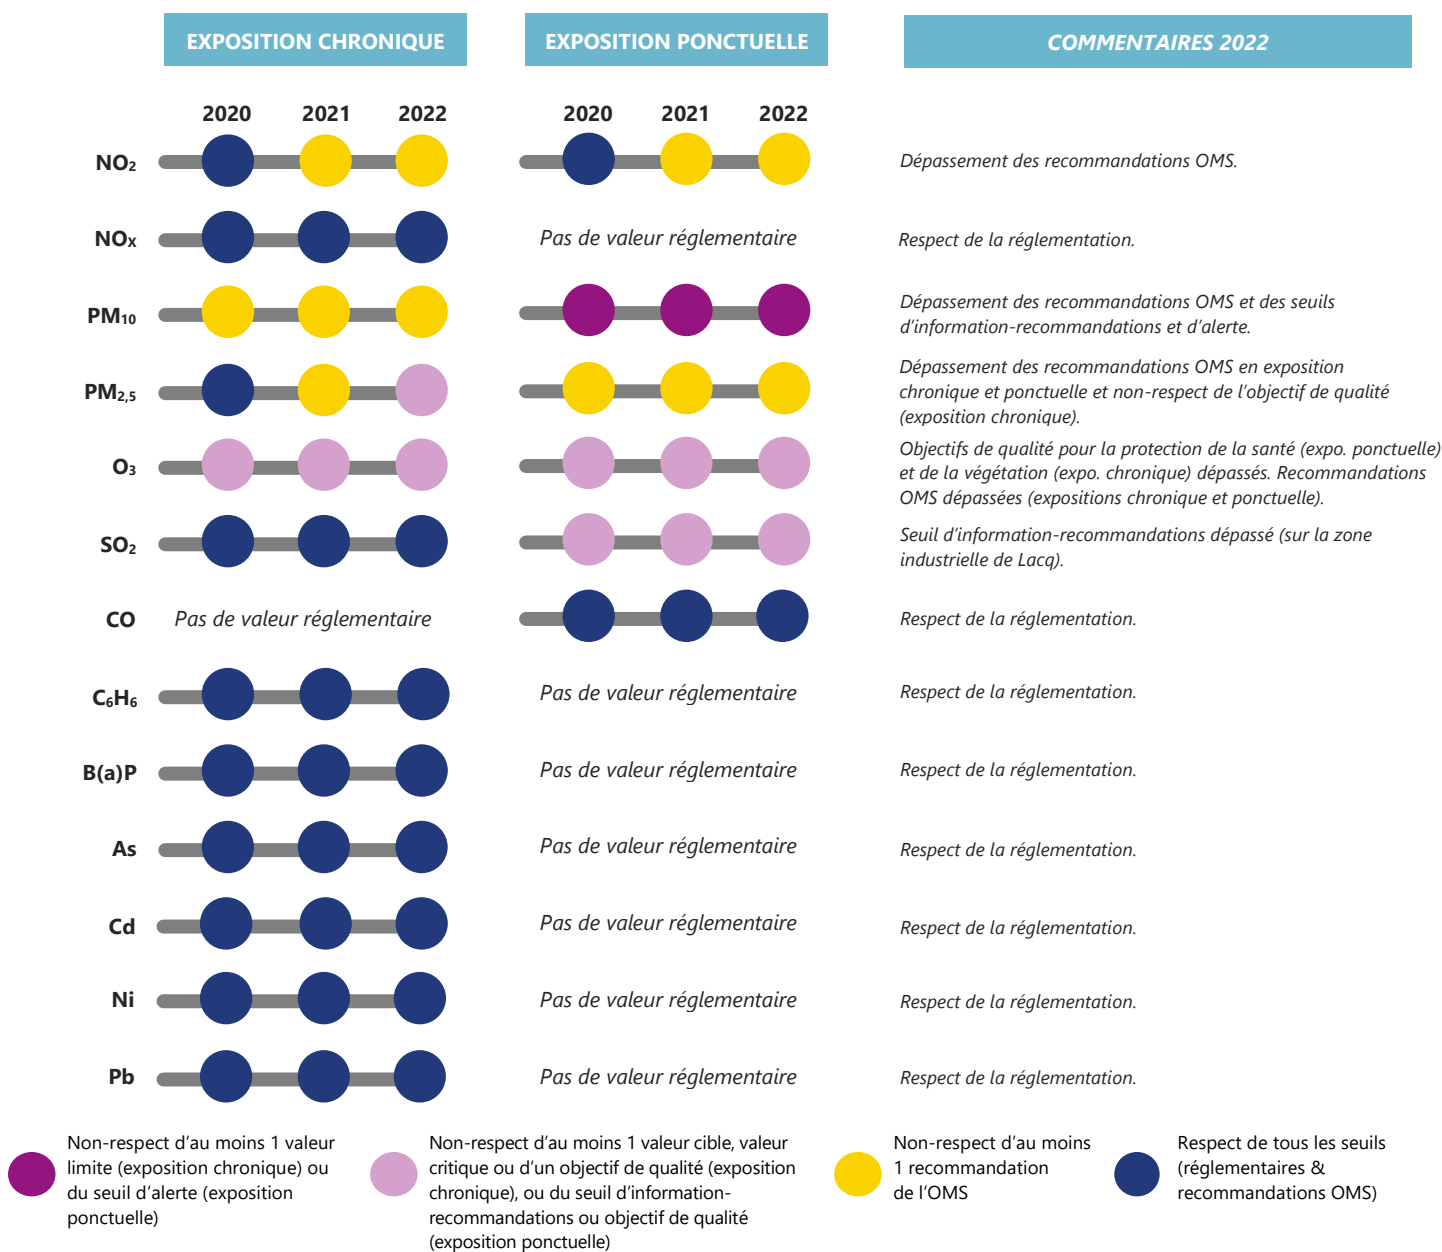 EXPOSITION CHRONIQUE
EXPOSITION PONCTUELLE
COMMENTAIRES 2022
2020 2021 2022
2020 2021 2022
NO₂
Dépassement des recommandations OMS.
NOX
Pas de valeur réglementaire
Respect de la réglementation.
PM₁₀
Dépassement des recommandations OMS et des seuils
d’information-recommandations et d’alerte.
PM₂,₅
Dépassement des recommandations OMS en exposition
chronique et ponctuelle et non-respect de l’objectif de qualité
(exposition chronique).
O₃
Objectifs de qualité pour la protection de la santé (expo. ponctuelle)
et de la végétation (expo. chronique) dépassés. Recommandations
OMS dépassées (expositions chronique et ponctuelle).
SO₂
Seuil d’information-recommandations dépassé (sur la zone
industrielle de Lacq).
CO
Pas de valeur réglementaire
Respect de la réglementation.
C₆H₆
Pas de valeur réglementaire
Respect de la réglementation.
B(a)P
Pas de valeur réglementaire
Respect de la réglementation.
As
Pas de valeur réglementaire
Respect de la réglementation.
Cd
Pas de valeur réglementaire
Respect de la réglementation.
Ni
Pas de valeur réglementaire
Respect de la réglementation.
Pb
Pas de valeur réglementaire
Respect de la réglementation.
Non-respect d’au moins 1 valeur
limite (exposition chronique) ou
du seuil d’alerte (exposition
ponctuelle)
Non-respect d’au moins 1 valeur cible, valeur
critique ou d’un objectif de qualité (exposition
chronique), ou du seuil d’information-
recommandations ou objectif de qualité
(exposition ponctuelle)
Non-respect d’au moins
1 recommandation
de l’OMS
Respect de tous les seuils
(réglementaires &
recommandations OMS)